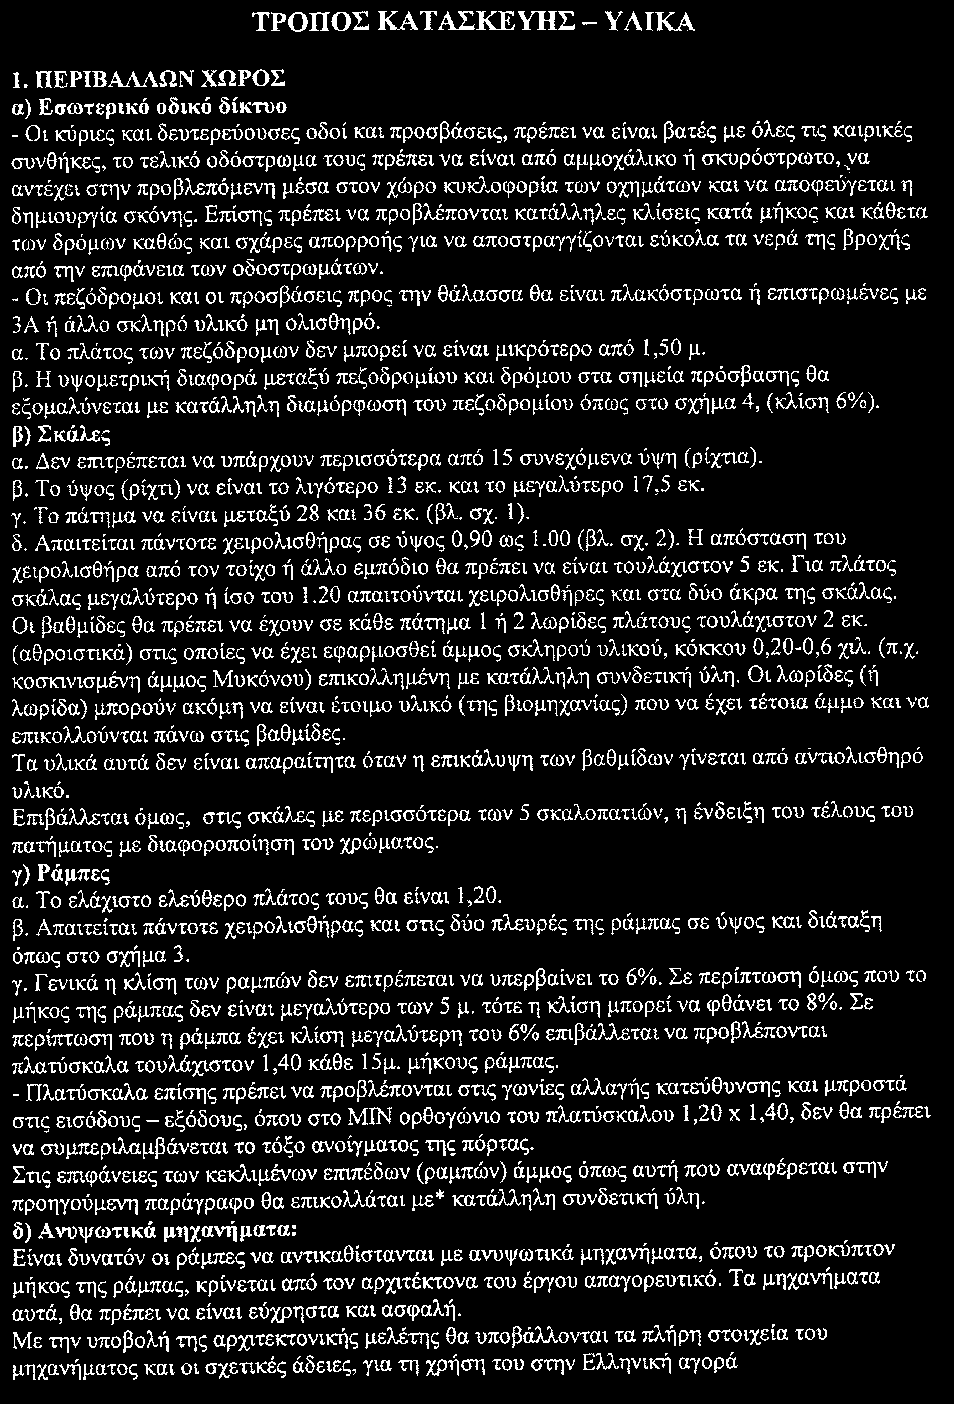 ΤΡΟΠΟΣ ΚΑΤΑΣΚΕΥΗΣ – ΥΛΙΚΑ
1. ΠΕΡΙΒΑΛΛΩΝ ΧΩΡΟΣ
α) Εσωτερικό οδικό δίκτυο
- Οι κύριες και δευτερεύουσες οδοί και προσβάσεις, πρέπει να είναι βατές με όλες τις καιρικές
συνθήκες, το τελικό οδόστρωμα τους πρέπει να είναι από αμμοχάλικο ή σκυρόστρωτο, να
αντέχει στην προβλεπόμενη μέσα στον χώρο κυκλοφορία των οχημάτων και να αποφεύγεται η
δημιουργία σκόνης. Επίσης πρέπει να προβλέπονται κατάλληλες κλίσεις κατά μήκος και κάθετα
των δρόμων καθώς και σχάρες απορροής για να αποστραγγίζονται εύκολα τα νερά της βροχής
από την επιφάνεια των οδοστρωμάτων.
- Οι πεζόδρομοι και οι προσβάσεις προς την θάλασσα θα είναι πλακόστρωτα ή επιστρωμένες με
3Α ή άλλο σκληρό υλικό μη ολισθηρό.
α. Το πλάτος των πεζόδρομων δεν μπορεί να είναι μικρότερο από 1,50 μ.
β. Η υψομετρική διαφορά μεταξύ πεζοδρομίου και δρόμου στα σημεία πρόσβασης θα
εξομαλύνεται με κατάλληλη διαμόρφωση του πεζοδρομίου όπως στο σχήμα 4, (κλίση 6%).
β) Σκάλες
α. Δεν επιτρέπεται να υπάρχουν περισσότερα από 15 συνεχόμενα ύψη (ρίχτια).
β. Το ύψος (ρίχτι) να είναι το λιγότερο 13 εκ. και το μεγαλύτερο 17,5 εκ.
γ. Το πάτημα να είναι μεταξύ 28 και 36 εκ. (βλ. σχ. 1).
δ. Απαιτείται πάντοτε χειρολισθήρας σε ύψος 0,90 ως 1.00 (βλ. σχ. 2). Η απόσταση του
χειρολισθήρα από τον τοίχο ή άλλο εμπόδιο θα πρέπει να είναι τουλάχιστον 5 εκ. Για πλάτος
σκάλας μεγαλύτερο ή ίσο του 1.20 απαιτούνται χειρολισθήρες και στα δύο άκρα της σκάλας.
Οι βαθμίδες θα πρέπει να έχουν σε κάθε πάτημα 1 ή 2 λωρίδες πλάτους τουλάχιστον 2 εκ.
(αθροιστικά) στις οποίες να έχει εφαρμοσθεί άμμος σκληρού υλικού, κόκκου 0,20-0,6 χιλ. (π.χ.
κοσκινισμένη άμμος Μυκόνου) επικολλημένη με κατάλληλη συνδετική ύλη. Οι λωρίδες (ή
λωρίδα) μπορούν ακόμη να είναι έτοιμο υλικό (της βιομηχανίας) που να έχει τέτοια άμμο και να
επικολλούνται πάνω στις βαθμίδες.
Τα υλικά αυτά δεν είναι απαραίτητα όταν η επικάλυψη των βαθμίδων γίνεται από αντιολισθηρό
υλικό.
Επιβάλλεται όμως, στις σκάλες με περισσότερα των 5 σκαλοπατιών, η ένδειξη του τέλους του
πατήματος με διαφοροποίηση του χρώματος.
γ) Ράμπες
α. Το ελάχιστο ελεύθερο πλάτος τους θα είναι 1,20.
β. Απαιτείται πάντοτε χειρολισθήρας και στις δύο πλευρές της ράμπας σε ύψος και διάταξη
όπως στο σχήμα 3.
γ. Γενικά η κλίση των ραμπών δεν επιτρέπεται να υπερβαίνει το 6%. Σε περίπτωση όμως που το
μήκος της ράμπας δεν είναι μεγαλύτερο των 5 μ. τότε η κλίση μπορεί να φθάνει το 8%. Σε
περίπτωση που η ράμπα έχει κλίση μεγαλύτερη του 6% επιβάλλεται να προβλέπονται
πλατύσκαλα τουλάχιστον 1,40 κάθε 15μ. μήκους ράμπας.
- Πλατύσκαλα επίσης πρέπει να προβλέπονται στις γωνίες αλλαγής κατεύθυνσης και μπροστά
στις εισόδους – εξόδους, όπου στο ΜΙΝ ορθογώνιο του πλατύσκαλου 1,20 x 1,40, δεν θα πρέπει
να συμπεριλαμβάνεται το τόξο ανοίγματος της πόρτας.
Στις επιφάνειες των κεκλιμένων επιπέδων (ραμπών) άμμος όπως αυτή που αναφέρεται στην
προηγούμενη παράγραφο θα επικολλάται με* κατάλληλη συνδετική ύλη.
δ) Ανυψωτικά μηχανήματα:
Είναι δυνατόν οι ράμπες να αντικαθίστανται με ανυψωτικά μηχανήματα, όπου το προκύπτον
μήκος της ράμπας, κρίνεται από τον αρχιτέκτονα του έργου απαγορευτικό. Τα μηχανήματα
αυτά, θα πρέπει να είναι εύχρηστα και ασφαλή.
Με την υποβολή της αρχιτεκτονικής μελέτης θα υποβάλλονται τα πλήρη στοιχεία του
μηχανήματος και οι σχετικές άδειες, για τη χρήση του στην Ελληνική αγορά